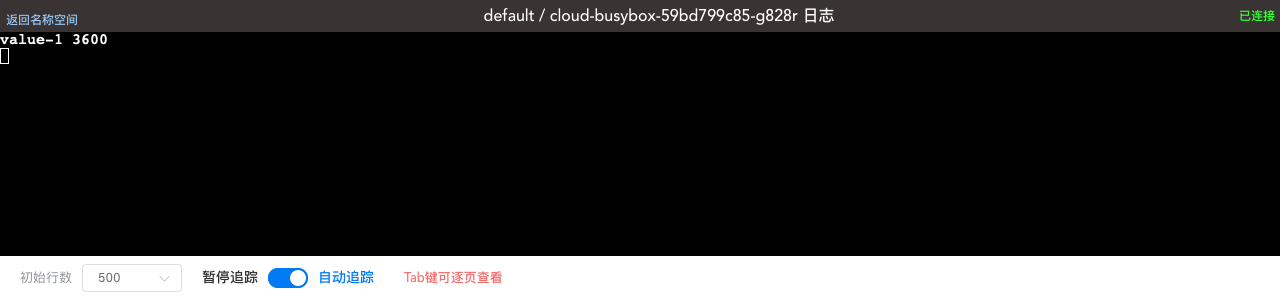 返回名称空间 default / cloud-busybox-59bd799c85-g828r 日志 已连接
value-1 3600
初始行数 500 暂停追踪 自动追踪 Tab键可逐页查看